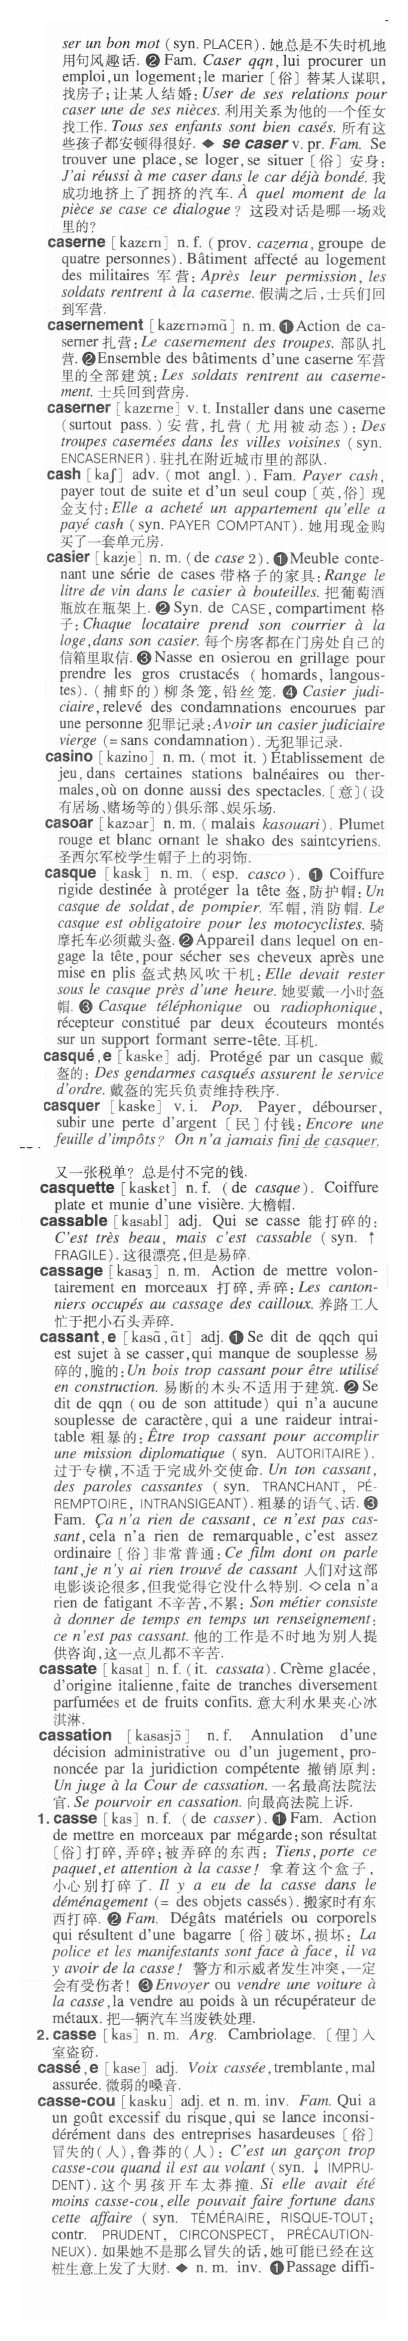 ser un bon mot (syn. PLACER). 她总是不失时机地
用句风趣话. ❷ Fam. Caser qqn, lui procurer un
emploi, un logement; le marier〔俗〕替某人谋职,
找房子; 让某人结婚: User de ses relations pour
caser une de ses nièces. 利用关系为他的一个侄女
找工作. Tous ses enfants sont bien casés. 所有这
些孩子都安顿得很好. ◆ se caser v. pr. Fam. Se
trouver une place, se loger, se situer〔俗〕安身:
J'ai réussi à me caser dans le car déjà bondé. 我
成功地挤上了拥挤的汽车. À quel moment de la
pièce se case ce dialogue? 这段对话是哪一场戏
里的?
caserne [kazɛrn] n. f. (prov. cazerna, groupe de
quatre personnes). Bâtiment affecté au logement
des militaires 军营: Après leur permission, les
soldats rentrent à la caserne. 假满之后, 士兵们回
到军营.
casernement [kazɛrnəmɑ̃] n. m. ❶ Action de ca-
serner 扎营: Le casernement des troupes. 部队扎
营. ❷ Ensemble des bâtiments d'une caserne 军营
里的全部建筑: Les soldats rentrent au caserne-
ment. 士兵回到营房.
caserner [kazɛrne] v. t. Installer dans une caserne
(surtout pass.) 安营, 扎营 (尤用被动态): Des
troupes casernées dans les villes voisines (syn.
ENCASERNER). 驻扎在附近城市里的部队.
cash [kaʃ] adv. (mot angl.). Fam. Payer cash,
payer tout de suite et d'un seul coup〔英, 俗〕现
金支付: Elle a acheté un appartement qu'elle a
payé cash (syn. PAYER COMPTANT). 她用现金购
买了一套单元房.
casier [kazje] n. m. (de case 2). ❶ Meuble conte-
nant une série de cases 带格子的家具: Range le
litre de vin dans le casier à bouteilles. 把葡萄酒
瓶放在瓶架上. ❷ Syn. de CASE, compartiment 格
子: Chaque locataire prend son courrier à la
loge, dans son casier. 每个房客都在门房处自己的
信箱里取信. ❸ Nasse en osierou en grillage pour
prendre les gros crustacés (homards, langous-
tes). (捕虾的) 柳条笼, 铅丝笼. ❹ Casier judi-
ciaire, relevé des condamnations encourues par
une personne 犯罪记录: Avoir un casier judiciaire
vierge (= sans condamnation). 无犯罪记录.
casino [kazino] n. m. (mot it.) Établissement de
jeu, dans certaines stations balnéaires ou ther-
males, où on donne aussi des spectacles.〔意〕(设
有居场、赌场等的) 俱乐部、娱乐场.
casoar [kazɔar] n. m. (malais kasouari). Plumet
rouge et blanc ornant le shako des saintcyriens.
圣西尔军校学生帽子上的羽饰.
casque [kask] n. m. (esp. casco). ❶ Coiffure
rigide destinée à protéger la tête 盔, 防护帽: Un
casque de soldat, de pompier. 军帽, 消防帽. Le
casque est obligatoire pour les motocyclistes. 骑
摩托车必须戴头盔. ❷ Appareil dans lequel on en-
gage la tête, pour sécher ses cheveux après une
mise en plis 盔式热风吹干机: Elle devait rester
sous le casque près d'une heure. 她要戴一小时盔
帽. ❸ Casque téléphonique ou radiophonique,
récepteur constitué par deux écouteurs montés
sur un support formant serre-tête. 耳机.
casqué, e [kaske] adj. Protégé par un casque 戴
盔的: Des gendarmes casqués assurent le service
d'ordre. 戴盔的宪兵负责维持秩序.
casquer [kaske] v. i. Pop. Payer, débourser,
subir une perte d'argent〔民〕付钱: Encore une
feuille d'impôts? On n'a jamais fini de casquer.
又一张税单? 总是付不完的钱.
casquette [kaskɛt] n. f. (de casque). Coiffure
plate et munie d'une visière. 大檐帽.
cassable [kasabl] adj. Qui se casse 能打碎的:
C'est très beau, mais c'est cassable (syn. ↑
FRAGILE). 这很漂亮, 但是易碎.
cassage [kasaʒ] n. m. Action de mettre volon-
tairement en morceaux 打碎, 弄碎: Les canton-
niers occupés au cassage des cailloux. 养路工人
忙于把小石头弄碎.
cassant, e [kasɑ̃, ɑ̃t] adj. ❶ Se dit de qqch qui
est sujet à se casser, qui manque de souplesse 易
碎的, 脆的: Un bois trop cassant pour être utilisé
en construction. 易断的木头不适用于建筑. ❷ Se
dit de qqn (ou de son attitude) qui n'a aucune
souplesse de caractère, qui a une raideur intrai-
table 粗暴的: Être trop cassant pour accomplir
une mission diplomatique (syn. AUTORITAIRE).
过于专横, 不适于完成外交使命. Un ton cassant,
des paroles cassantes (syn. TRANCHANT, PÉ-
REMPTOIRE, INTRANSIGEANT). 粗暴的语气、话. ❸
Fam. Ça n'a rien de cassant, ce n'est pas cas-
sant, cela n'a rien de remarquable, c'est assez
ordinaire〔俗〕非常普通: Ce film dont on parle
tant, je n'y ai rien trouvé de cassant 人们对这部
电影谈论很多, 但我觉得它没什么特别. ◇ cela n'a
rien de fatigant 不辛苦, 不累: Son métier consiste
à donner de temps en temps un renseignement:
ce n'est pas cassant. 他的工作是不时地为别人提
供咨询, 这一点儿都不辛苦.
cassate [kasat] n. f. (it. cassata). Crème glacée,
d'origine italienne, faite de tranches diversement
parfumées et de fruits confits. 意大利水果夹心冰
淇淋.
cassation [kasasjɔ̃] n. f. Annulation d'une
décision administrative ou d'un jugement, pro-
noncée par la juridiction compétente 撤销原判:
Un juge à la Cour de cassation. 一名最高法院法
官. Se pourvoir en cassation. 向最高法院上诉.
1. casse [kas] n. f. (de casser). ❶ Fam. Action
de mettre en morceaux par mégarde; son résultat
〔俗〕打碎, 弄碎; 被弄碎的东西: Tiens, porte ce
paquet, et attention à la casse! 拿着这个盒子,
小心别打碎了. Il y a eu de la casse dans le
déménagement (= des objets cassés). 搬家时有东
西打碎. ❷ Fam. Dégâts matériels ou corporels
qui résultent d'une bagarre〔俗〕破坏, 损坏: La
police et les manifestants sont face à face, il va
y avoir de la casse! 警方和示威者发生冲突, 一定
会有受伤者! ❸ Envoyer ou vendre une voiture à
la casse, la vendre au poids à un récupérateur de
métaux. 把一辆汽车当废铁处理.
2. casse [kas] n. m. Arg. Cambriolage.〔俚〕入
室盗窃.
cassé, e [kase] adj. Voix cassée, tremblante, mal
assurée. 微弱的嗓音.
casse-cou [kasku] adj. et n. m. inv. Fam. Qui a
un goût excessif du risque, qui se lance inconsi-
dérément dans des entreprises hasardeuses〔俗〕
冒失的 (人), 鲁莽的 (人): C'est un garçon trop
casse-cou quand il est au volant (syn. ↓ IMPRU-
DENT). 这个男孩开车太莽撞. Si elle avait été
moins casse-cou, elle pouvait faire fortune dans
cette affaire (syn. TÉMÉRAIRE, RISQUE-TOUT;
contr. PRUDENT, CIRCONSPECT, PRÉCAUTION-
NEUX). 如果她不是那么冒失的话, 她可能已经在这
桩生意上发了大财. ◆ n. m. inv. ❶ Passage diffi-